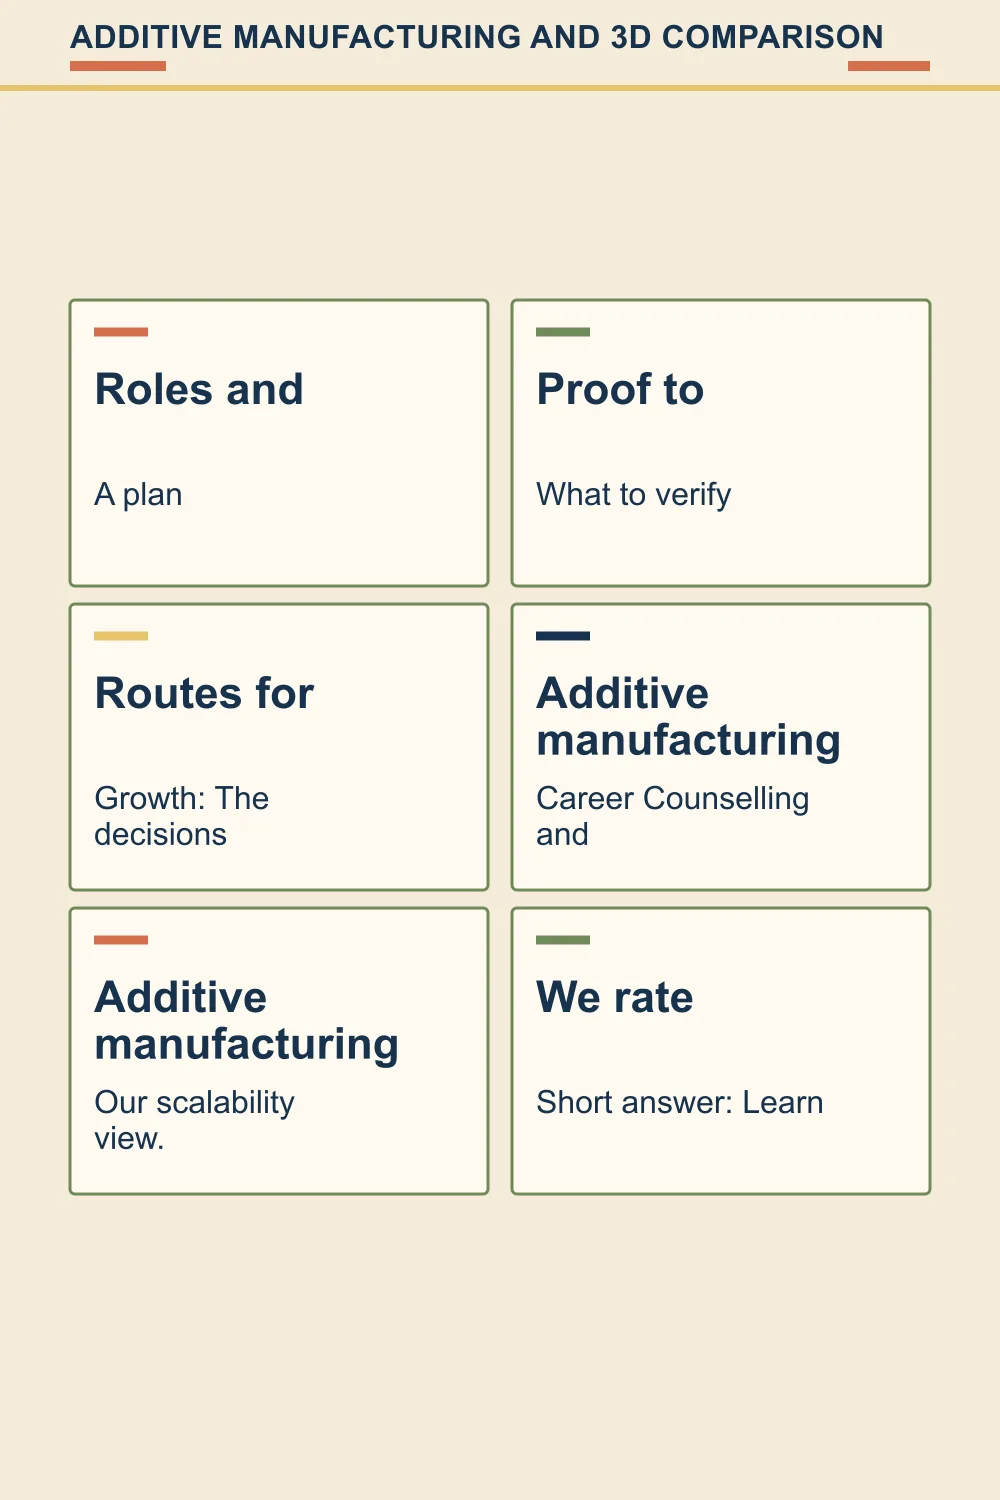 ADDITIVE MANUFACTURING AND 3D COMPARISON
Roles and
A plan
Proof to
What to verify
Routes for
Growth: The
decisions
Additive
manufacturing
Career Counselling
and
Additive
manufacturing
Our scalability
view.
We rate
Short answer: Learn